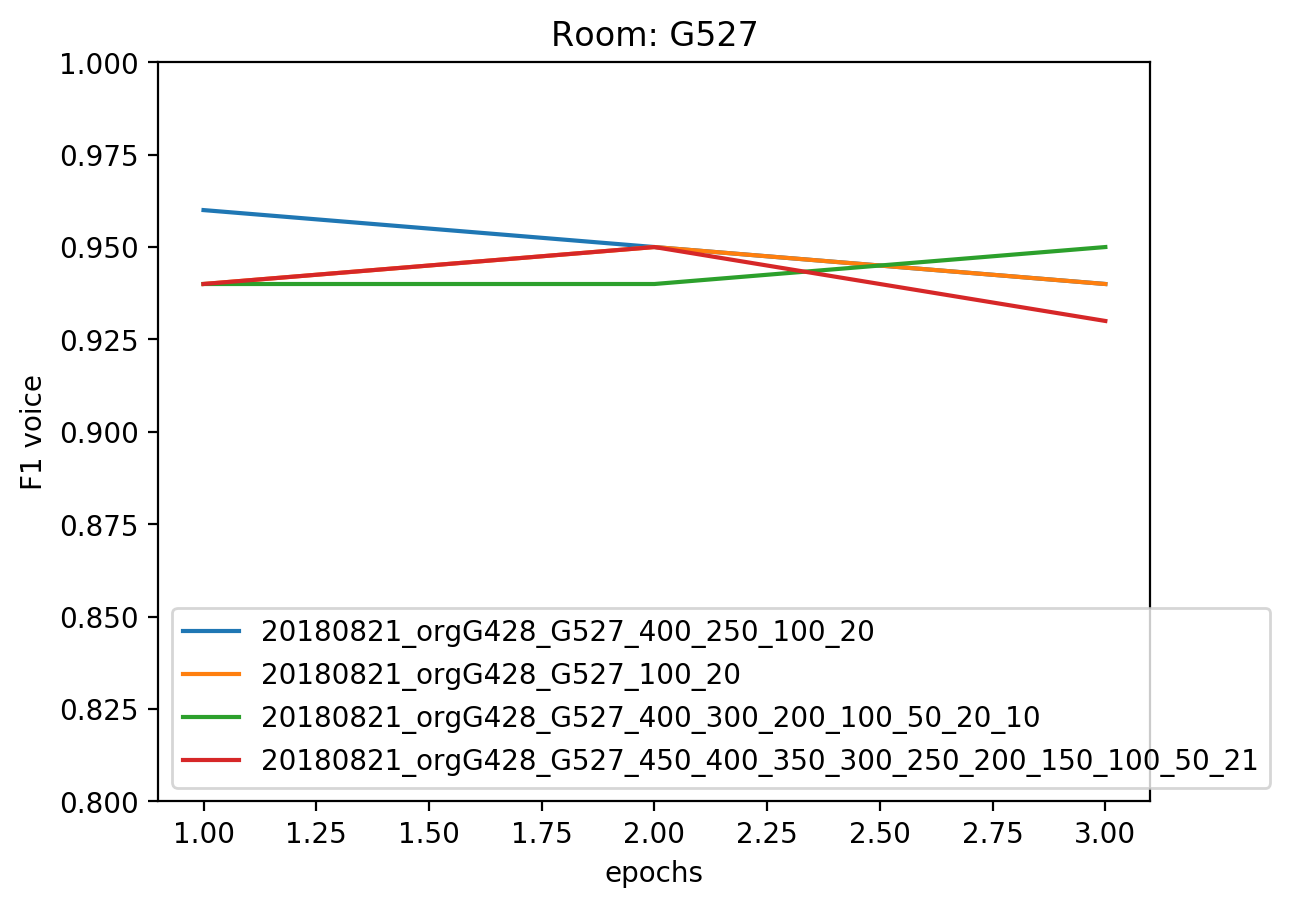 Room: G527
1.000
0.975
0.950
0.925
0.900
0.875
0.850
0.825
0.800
F1 voice
20180821_orgG428_G527_400_250_100_20
20180821_orgG428_G527_100_20
20180821_orgG428_G527_400_300_200_100_50_20_10
20180821_orgG428_G527_450_400_350_300_250_200_150_100_50_21
1.00 1.25 1.50 1.75 2.00 2.25 2.50 2.75 3.00
epochs